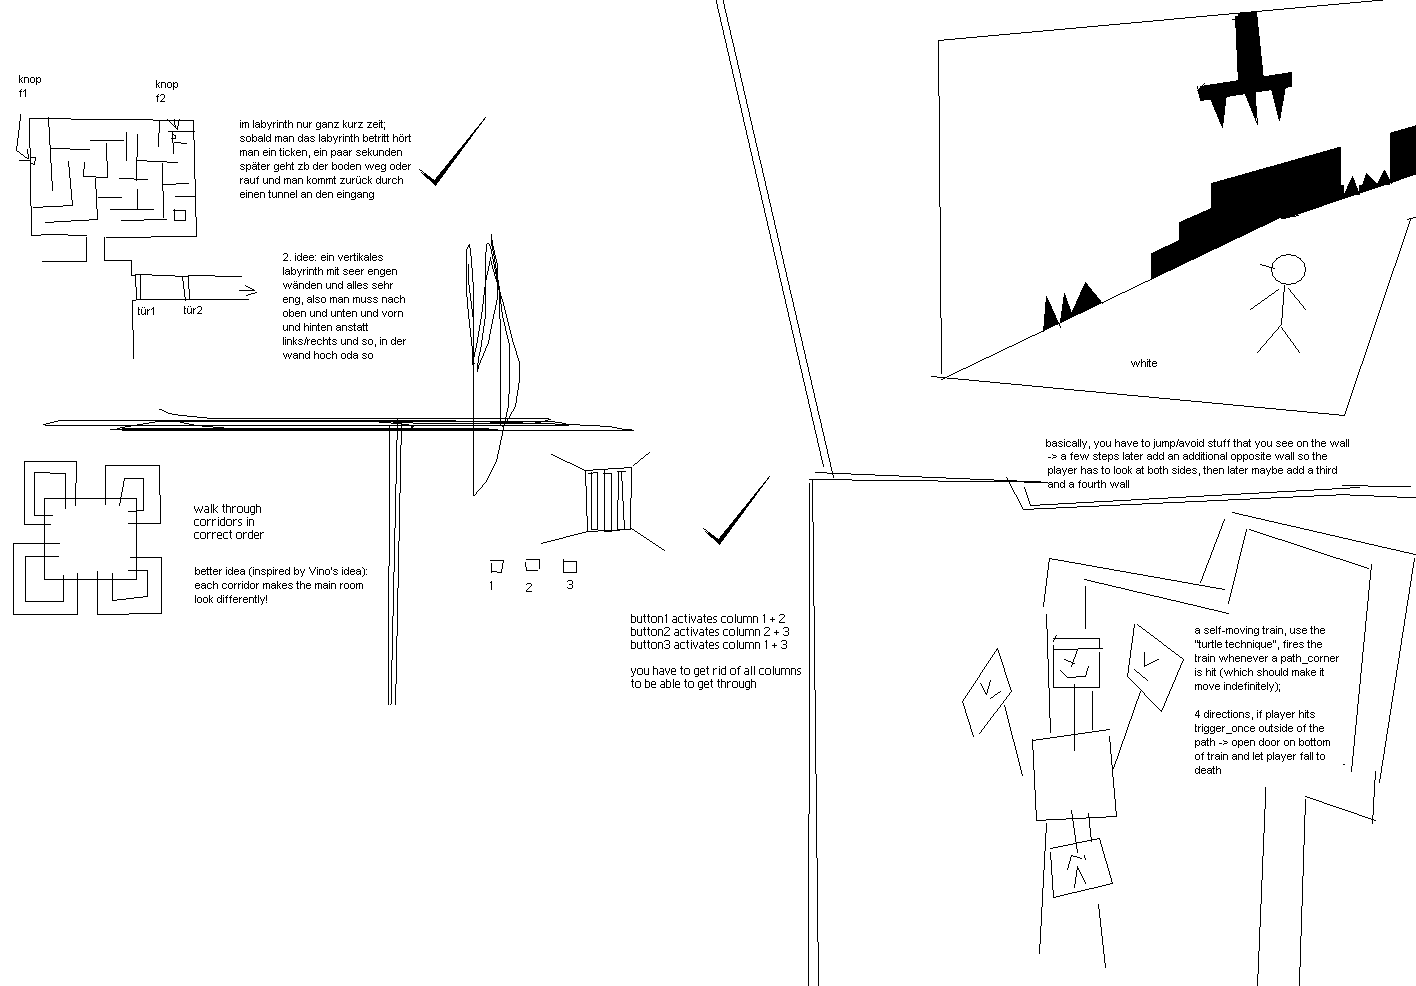 knop
f1
knop
f2
im labyrinth nur ganz kurz zeit;
sobald man das labyrinth betritt hört
man ein ticken, ein paar sekunden
später geht zb der boden weg oder
rauf und man kommt zurück durch
einen tunnel an den eingang
2. idee: ein vertikales
labyrinth mit seer engen
wänden und alles sehr
eng, also man muss nach
oben und unten und vorn
und hinten anstatt
links/rechts und so, in der
wand hoch oda so
tür1
tür2
walk through
corridors in
correct order
better idea (inspired by Vino's idea):
each corridor makes the main room
look differently!
1
2
3
button1 activates column 1 + 2
button2 activates column 2 + 3
button3 activates column 1 + 3
you have to get rid of all columns
to be able to get through
white
basically, you have to jump/avoid stuff that you see on the wall
-> a few steps later add an additional opposite wall so the
player has to look at both sides, then later maybe add a third
and a fourth wall
a self-moving train, use the
"turtle technique", fires the
train whenever a path_corner
is hit (which should make it
move indefinitely);
4 directions, if player hits
trigger_once outside of the
path -> open door on bottom
of train and let player fall to
death